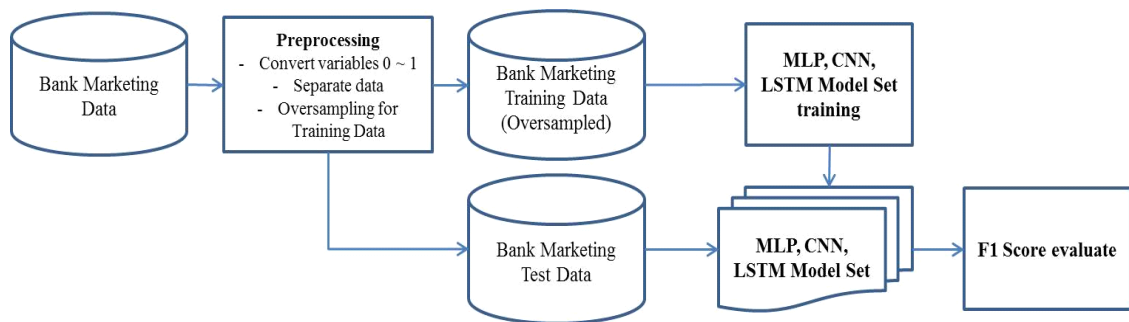 Bank Marketing
Data
Preprocessing
- Convert variables 0 ~ 1
- Separate data
- Oversampling for
Training Data
Bank Marketing
Training Data
(Oversampled)
MLP, CNN,
LSTM Model Set
training
Bank Marketing
Test Data
MLP, CNN,
LSTM Model Set
F1 Score evaluate